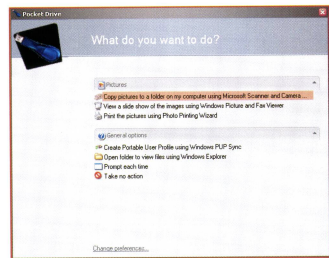 Pocket Drive
What do you want to do?
Pictures
Copy pictures to a folder on my computer using Microsoft Scanner and Camera ...
View a slide show of the images using Windows Picture and Fax Viewer
Print the pictures using Photo Printing Wizard
General options
Create Portable User Profile using Windows PUP Sync
Open folder to view files using Windows Explorer
Prompt each time
Take no action
Change preferences...